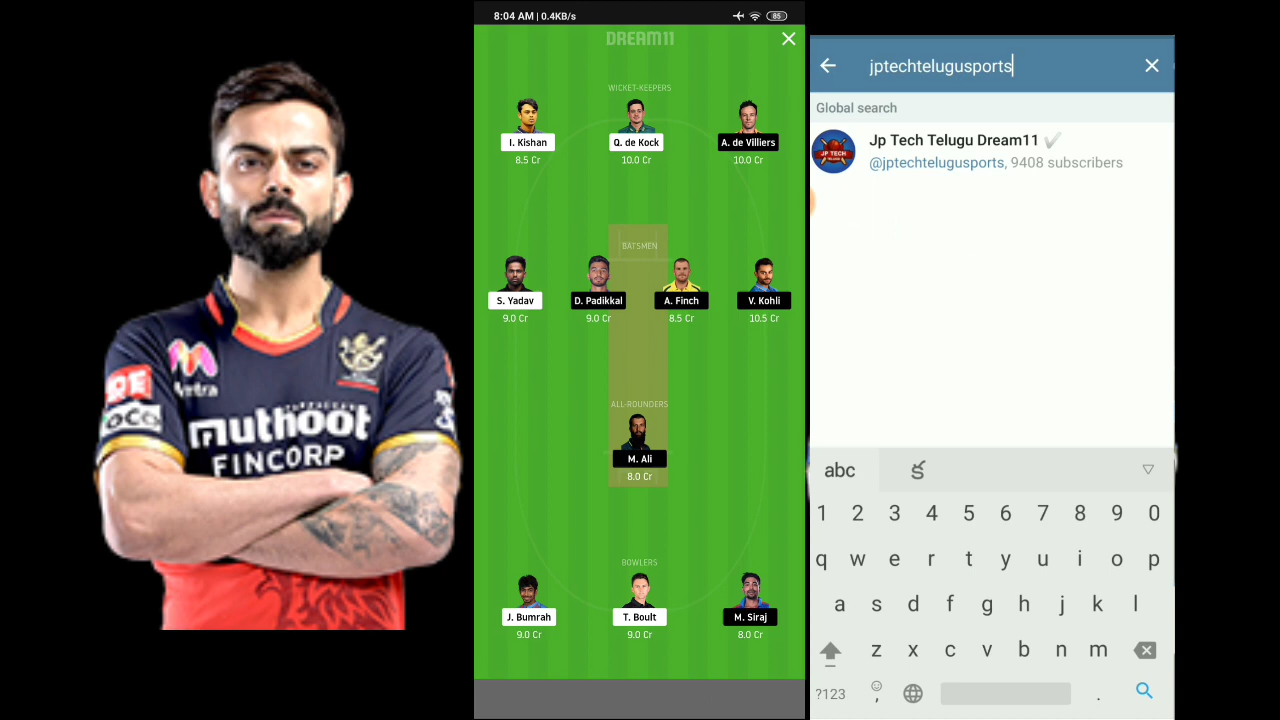 Myntra
muthoot
FINCORP
8:04 AM | 0.4KB/s
85
DREAM11
WICKET-KEEPERS
I. Kishan
Q. de Kock
A. de Villiers
8.5 Cr
10.0 Cr
10.0 Cr
BATSMEN
S. Yadav
D. Padikkal
A. Finch
V. Kohli
9.0 Cr
9.0 Cr
8.5 Cr
10.5 Cr
ALL-ROUNDERS
M. Ali
8.0 Cr
BOWLERS
J. Bumrah
T. Boult
M. Siraj
9.0 Cr
9.0 Cr
8.0 Cr
jptechtelugusports
Global search
JP TECH
Jp Tech Telugu Dream11
@jptechtelugusports, 9408 subscribers
abc
1 2 3 4 5 6 7 8 9 0
q w e r t y u i o p
a s d f g h j k l
z x c v b n m
?123 , .